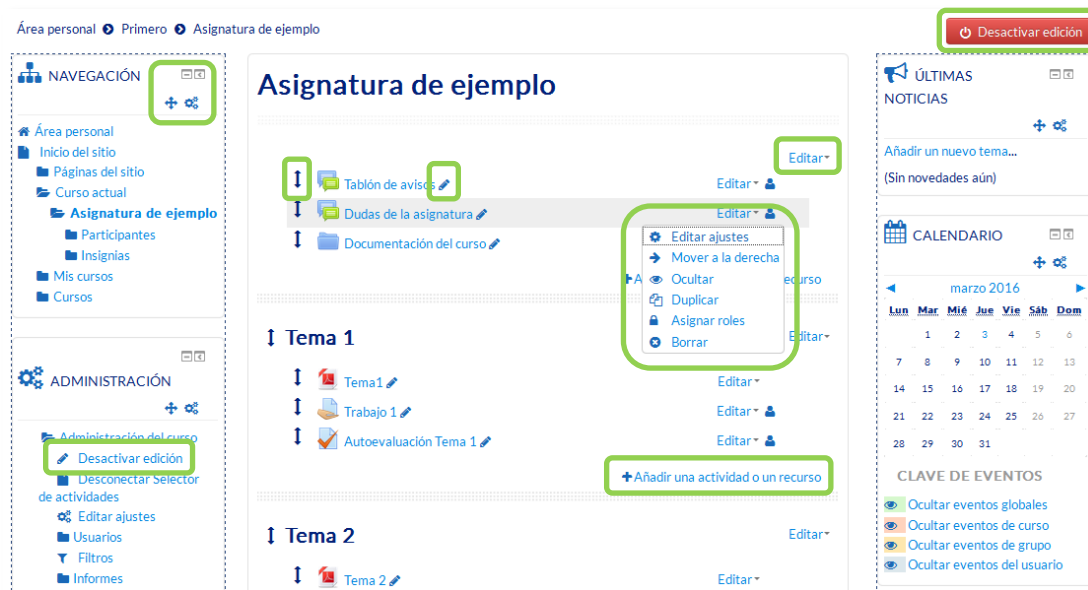 Área personal Primero Asignatura de ejemplo
Desactivar edición
NAVEGACIÓN
Área personal
Inicio del sitio
Páginas del sitio
Curso actual
Asignatura de ejemplo
Participantes
Insignias
Mis cursos
Cursos
ADMINISTRACIÓN
Administración del curso
Desactivar edición
Desconectar Selector
de actividades
Editar ajustes
Usuarios
Filtros
Informes
Asignatura de ejemplo
Editar
Tablón de avisos Editar
Dudas de la asignatura Editar
Documentación del curso
Editar ajustes
Mover a la derecha
Ocultar
Duplicar
Asignar roles
Borrar
Tema 1 Editar
Tema1 Editar
Trabajo 1 Editar
Autoevaluación Tema 1 Editar
+Añadir una actividad o un recurso
Tema 2 Editar
Tema 2 Editar
ÚLTIMAS
NOTICIAS
Añadir un nuevo tema...
(Sin novedades aún)
CALENDARIO
marzo 2016
Lun Mar Mié Jue Vie Sáb Dom
1 2 3 4 5 6
7 8 9 10 11 12 13
14 15 16 17 18 19 20
21 22 23 24 25 26 27
28 29 30 31
CLAVE DE EVENTOS
Ocultar eventos globales
Ocultar eventos de curso
Ocultar eventos de grupo
Ocultar eventos del usuario